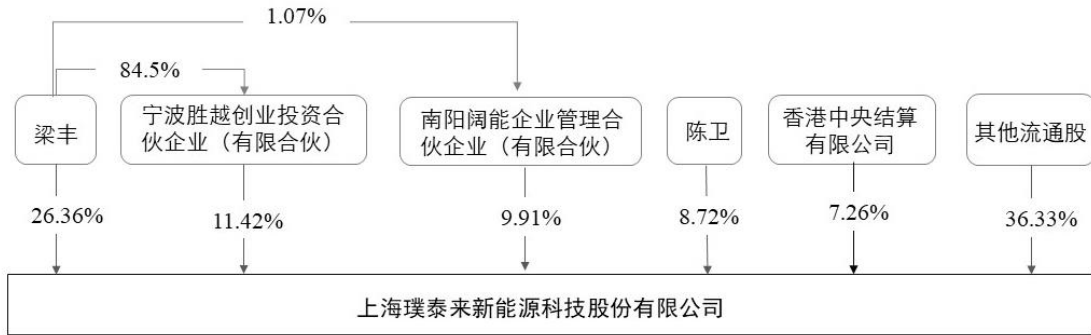 1.07%
84.5%
梁丰
宁波胜越创业投资合
伙企业（有限合伙）
南阳阔能企业管理合
伙企业（有限合伙）
陈卫
香港中央结算
有限公司
其他流通股
26.36%
11.42%
9.91%
8.72%
7.26%
36.33%
上海璞泰来新能源科技股份有限公司